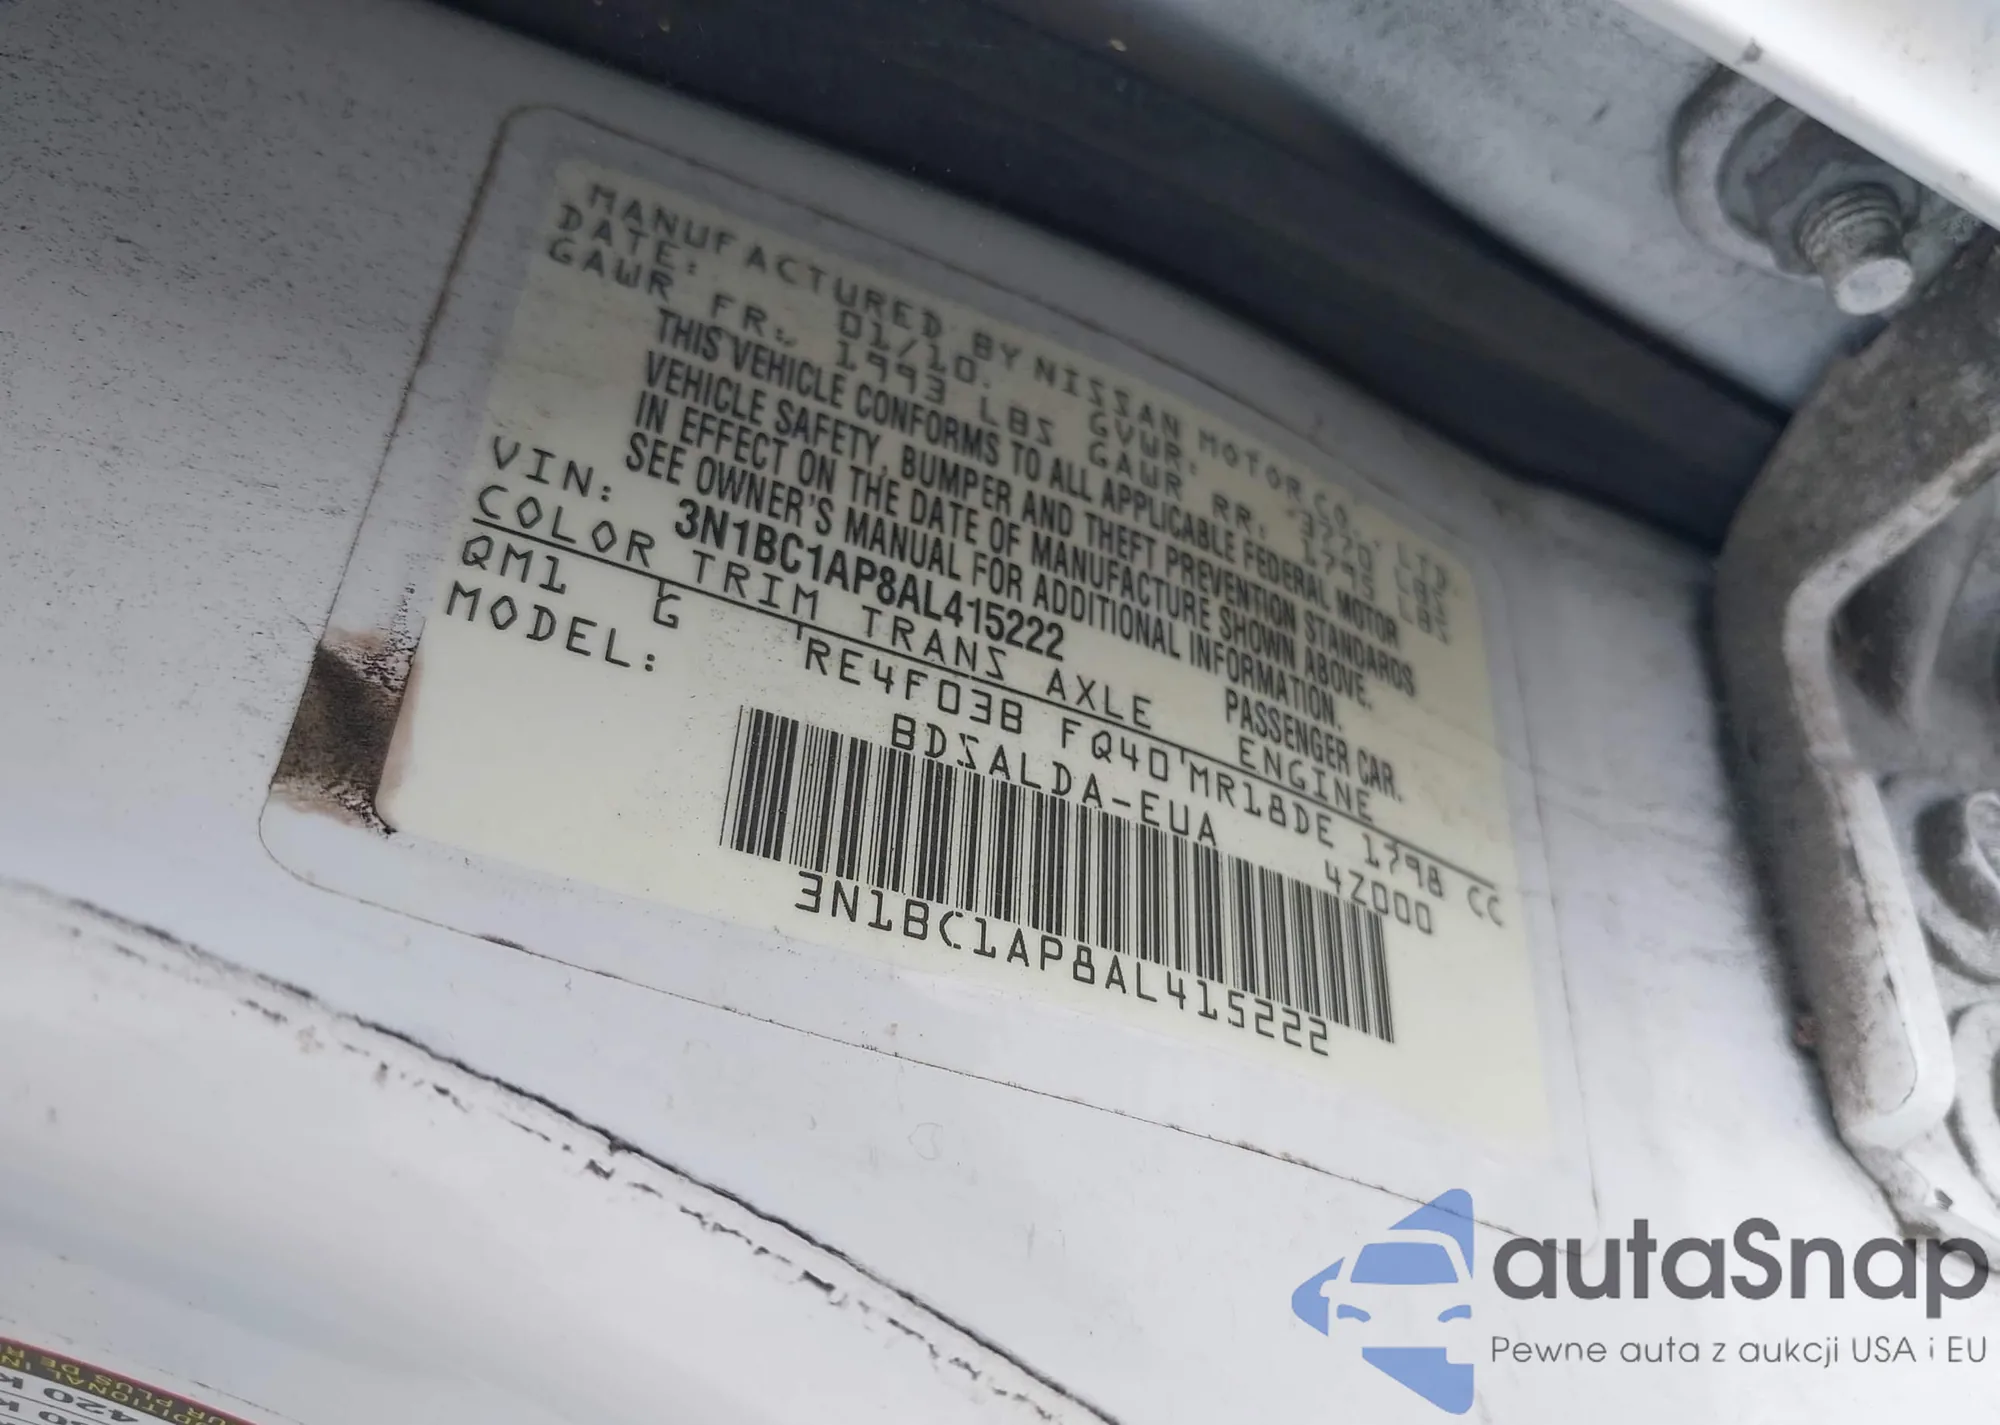 MANUFACTURED BY NISSAN MOTOR CO., LTD.
DATE: 01/10. GVWR: 3770 LBS
GAWR FR: 1993 LBS GAWR RR: 1795 LBS
THIS VEHICLE CONFORMS TO ALL APPLICABLE FEDERAL MOTOR
VEHICLE SAFETY, BUMPER AND THEFT PREVENTION STANDARDS
IN EFFECT ON THE DATE OF MANUFACTURE SHOWN ABOVE.
SEE OWNER'S MANUAL FOR ADDITIONAL INFORMATION.
VIN: 3N1BC1AP8AL415222 PASSENGER CAR.
COLOR TRIM TRANS AXLE ENGINE
QM1 G RE4F03B FQ40 MR18DE 1798 CC
MODEL: BDSALDA-EUA 4Z000
3N1BC1AP8AL415222
autaSnap
Pewne auta z aukcji USA i EU
420